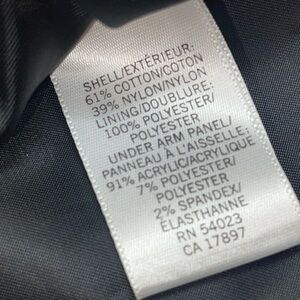 SHELL/EXTÉRIEUR:
61% COTTON/COTON
39% NYLON/NYLON
LINING/DOUBLURE:
100% POLYESTER/
POLYESTER
UNDER ARM PANEL/
PANNEAU À L'AISSELLE:
91% ACRYLIC/ACRYLIQUE
7% POLYESTER/
POLYESTER
2% SPANDEX/
ÉLASTHANNE
RN 54023
CA 17897